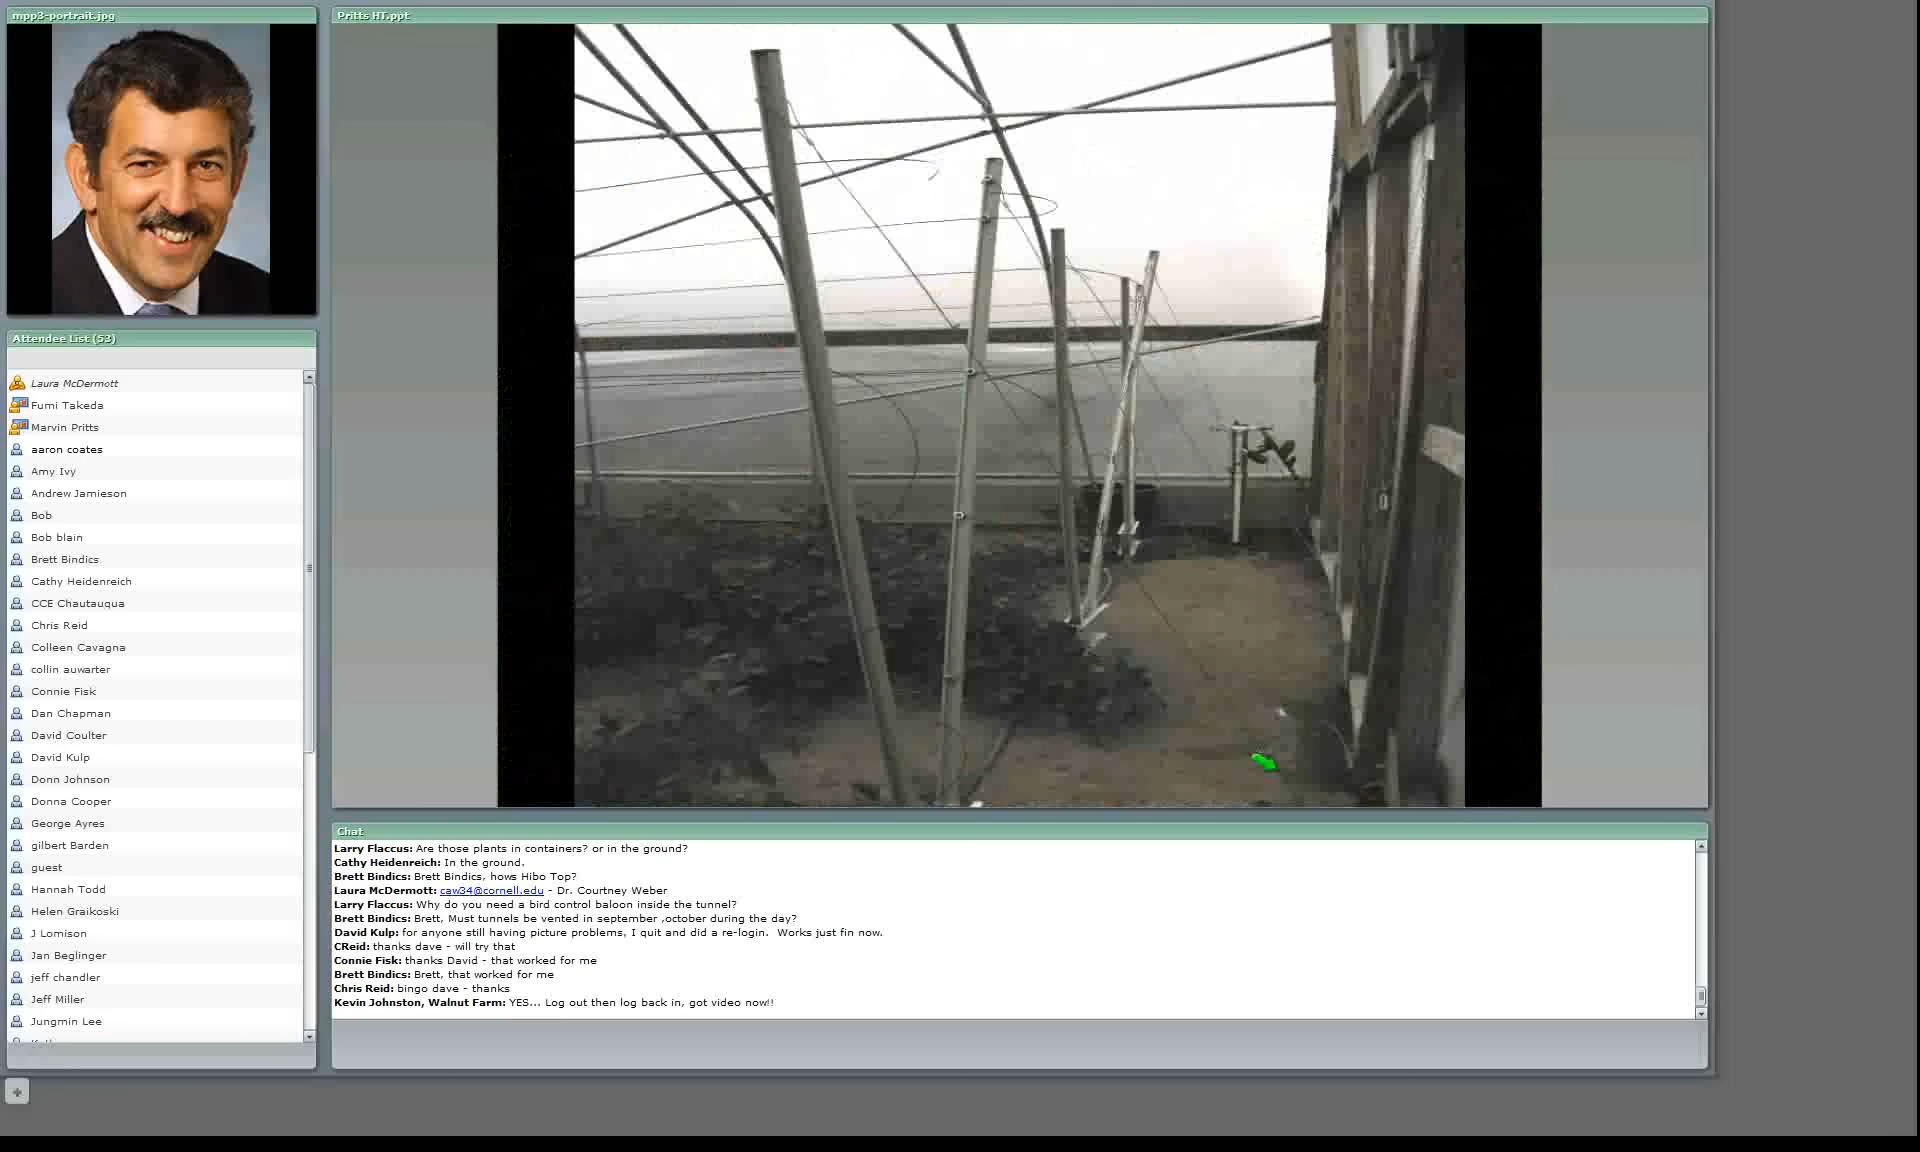 mpp3-portrait.jpg
Pritts HT.ppt
Attendee List (53)
Laura McDermott
Fumi Takeda
Marvin Pritts
aaron coates
Amy Ivy
Andrew Jamieson
Bob
Bob blain
Brett Bindics
Cathy Heidenreich
CCE Chautauqua
Chris Reid
Colleen Cavagna
collin auwarter
Connie Fisk
Dan Chapman
David Coulter
David Kulp
Donn Johnson
Donna Cooper
George Ayres
gilbert Barden
guest
Hannah Todd
Helen Graikoski
J Lomison
Jan Beglinger
jeff chandler
Jeff Miller
Jungmin Lee
Chat
Larry Flaccus: Are those plants in containers? or in the ground?
Cathy Heidenreich: In the ground.
Brett Bindics: Brett Bindics, hows Hibo Top?
Laura McDermott: caw34@cornell.edu - Dr. Courtney Weber
Larry Flaccus: Why do you need a bird control baloon inside the tunnel?
Brett Bindics: Brett, Must tunnels be vented in september ,october during the day?
David Kulp: for anyone still having picture problems, I quit and did a re-login.  Works just fin now.
CReid: thanks dave - will try that
Connie Fisk: thanks David - that worked for me
Brett Bindics: Brett, that worked for me
Chris Reid: bingo dave - thanks
Kevin Johnston, Walnut Farm: YES... Log out then log back in, got video now!!